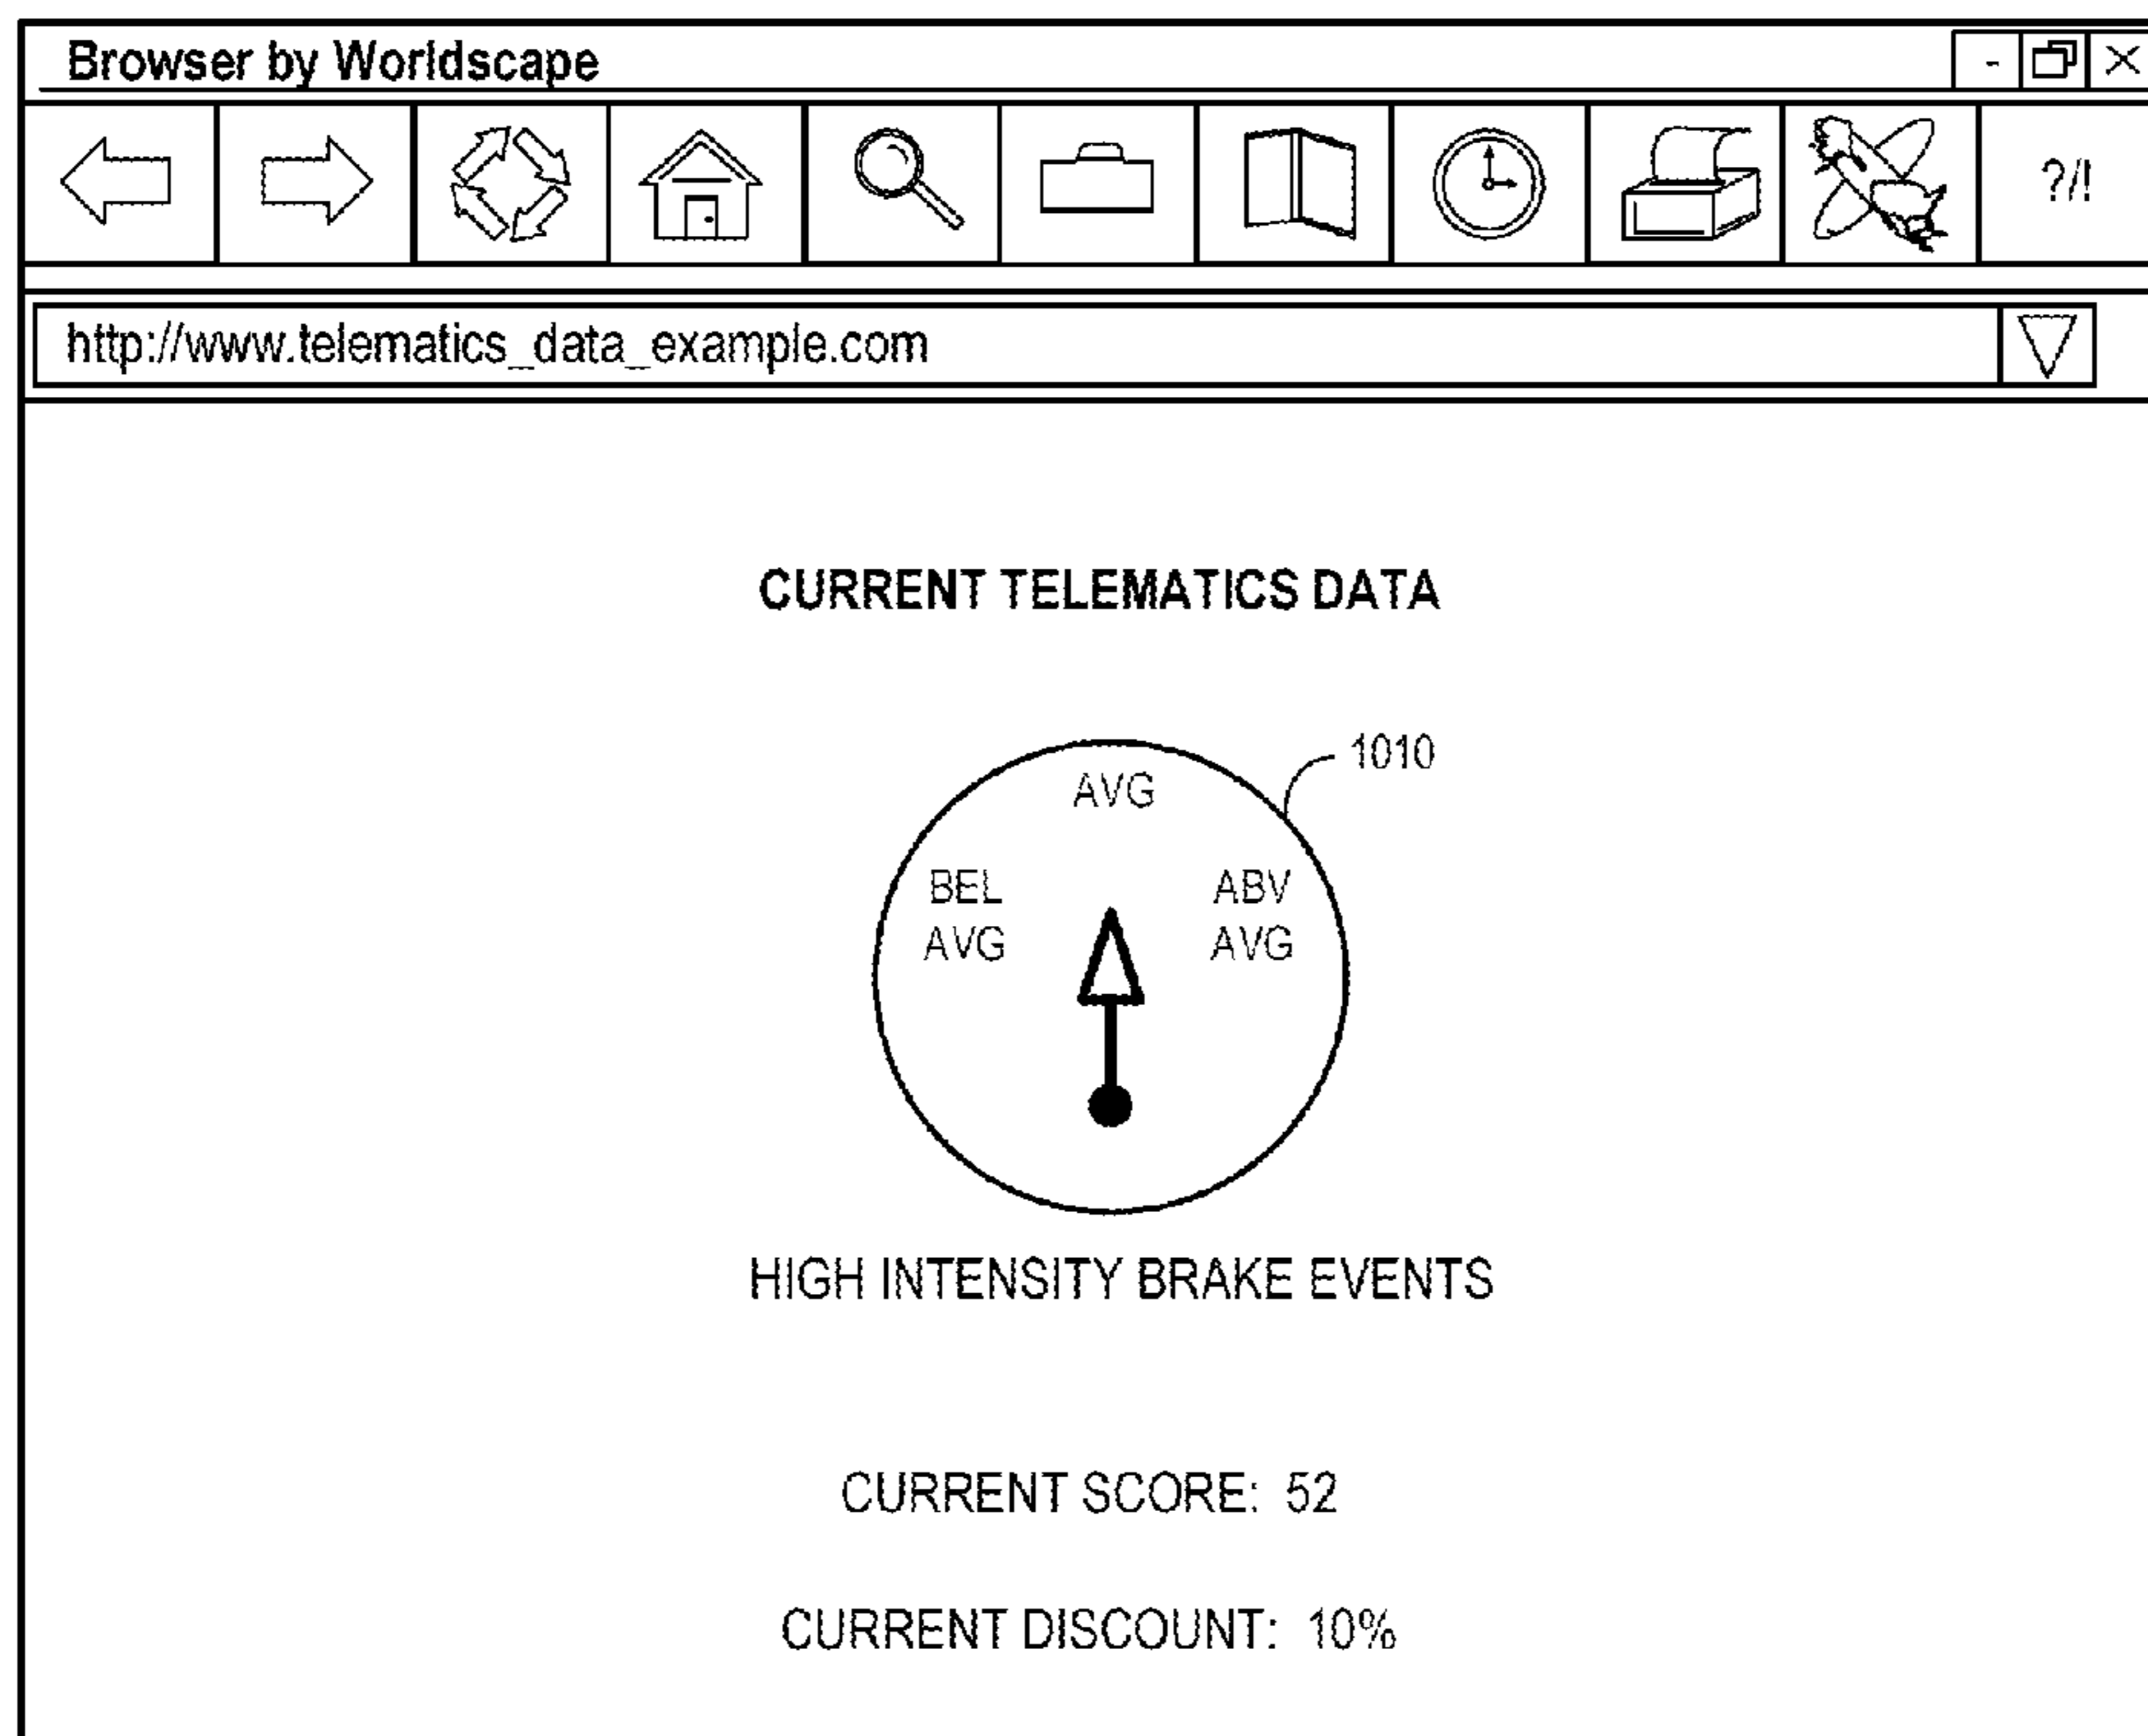 Browser by Worldscape
?/!
http://www.telematics_data_example.com
CURRENT TELEMATICS DATA
1010
AVG
BEL
AVG
ABV
AVG
HIGH INTENSITY BRAKE EVENTS
CURRENT SCORE: 52
CURRENT DISCOUNT: 10%